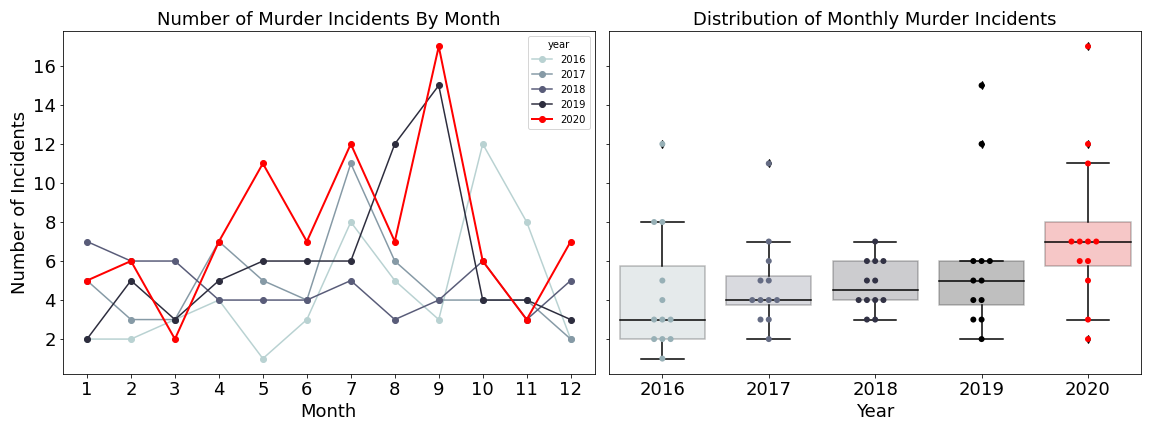 Number of Murder Incidents By Month
Number of Incidents
16
14
12
10
8
6
4
2
year
2016
2017
2018
2019
2020
1 2 3 4 5 6 7 8 9 10 11 12
Month
Distribution of Monthly Murder Incidents
2016 2017 2018 2019 2020
Year